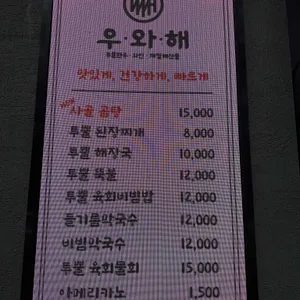 우·와·해
맛있게, 건강하게, 빠르게
사골 곰탕 15,000
투뿔 된장찌개 8,000
투뿔 해장국 10,000
투뿔 뚝불 12,000
투뿔 육회비빔밥 12,000
들기름막국수 12,000
비빔막국수 12,000
투뿔 육회물회 15,000
아메리카노 1,500